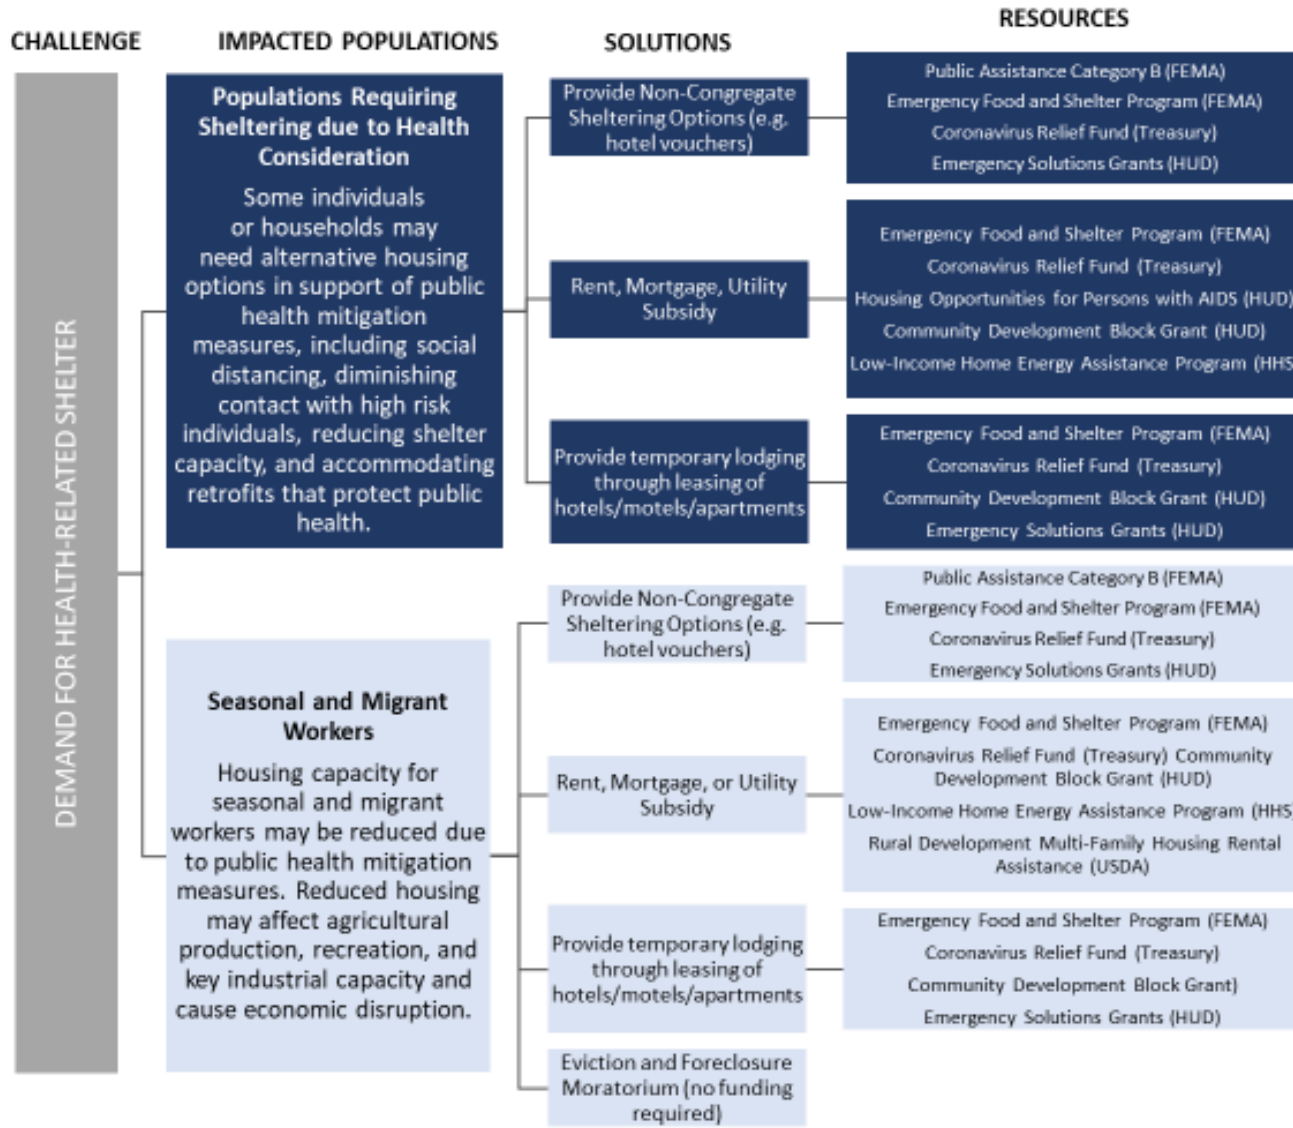 CHALLENGE
IMPACTED POPULATIONS
SOLUTIONS
RESOURCES
DEMAND FOR HEALTH-RELATED SHELTER
Populations Requiring
Sheltering due to Health
Consideration
Some individuals
or households may
need alternative housing
options in support of public
health mitigation
measures, including social
distancing, diminishing
contact with high risk
individuals, reducing shelter
capacity, and accommodating
retrofits that protect public
health.
Provide Non-Congregate
Sheltering Options (e.g.
hotel vouchers)
Public Assistance Category B (FEMA)
Emergency Food and Shelter Program (FEMA)
Coronavirus Relief Fund (Treasury)
Emergency Solutions Grants (HUD)
Rent, Mortgage, Utility
Subsidy
Emergency Food and Shelter Program (FEMA)
Coronavirus Relief Fund (Treasury)
Housing Opportunities for Persons with AIDS (HUD)
Community Development Block Grant (HUD)
Low-Income Home Energy Assistance Program (HHS
Provide temporary lodging
through leasing of
hotels/motels/apartments
Emergency Food and Shelter Program (FEMA)
Coronavirus Relief Fund (Treasury)
Community Development Block Grant (HUD)
Emergency Solutions Grants (HUD)
Seasonal and Migrant
Workers
Housing capacity for
seasonal and migrant
workers may be reduced due
to public health mitigation
measures. Reduced housing
may affect agricultural
production, recreation, and
key industrial capacity and
cause economic disruption.
Provide Non-Congregate
Sheltering Options (e.g.
hotel vouchers)
Public Assistance Category B (FEMA)
Emergency Food and Shelter Program (FEMA)
Coronavirus Relief Fund (Treasury)
Emergency Solutions Grants (HUD)
Rent, Mortgage, or Utility
Subsidy
Emergency Food and Shelter Program (FEMA)
Coronavirus Relief Fund (Treasury) Community
Development Block Grant (HUD)
Low-Income Home Energy Assistance Program (HHS)
Rural Development Multi-Family Housing Rental
Assistance (USDA)
Provide temporary lodging
through leasing of
hotels/motels/apartments
Emergency Food and Shelter Program (FEMA)
Coronavirus Relief Fund (Treasury)
Community Development Block Grant)
Emergency Solutions Grants (HUD)
Eviction and Foreclosure
Moratorium (no funding
required)